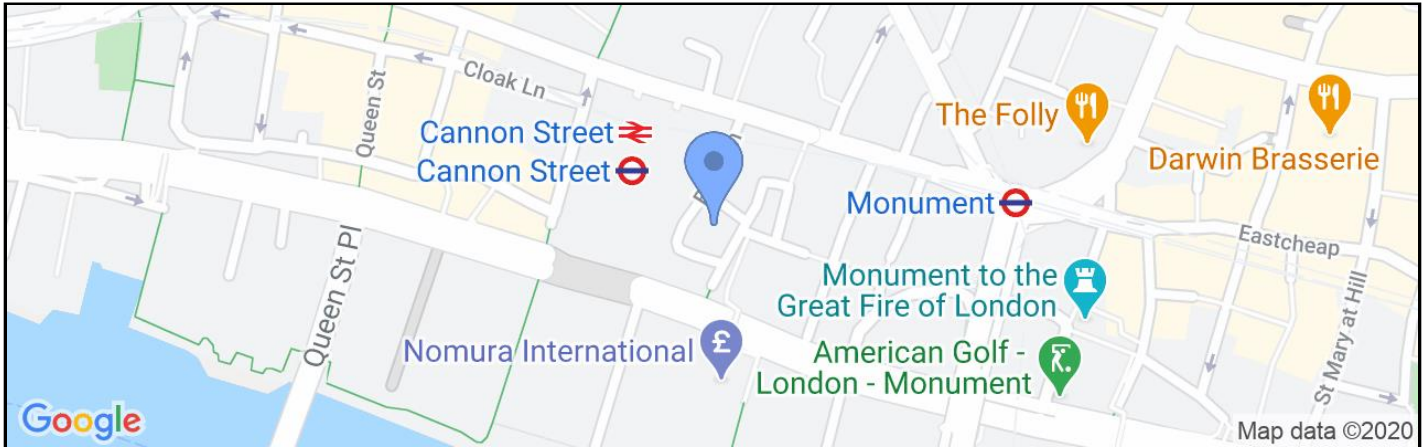 Cloak Ln
Queen St
Cannon Street
Cannon Street
The Folly
Darwin Brasserie
Monument
Eastcheap
Monument to the
Great Fire of London
Queen St Pl
St Mary at Hill
Nomura International
£
American Golf -
London - Monument
Google
Map data ©2020